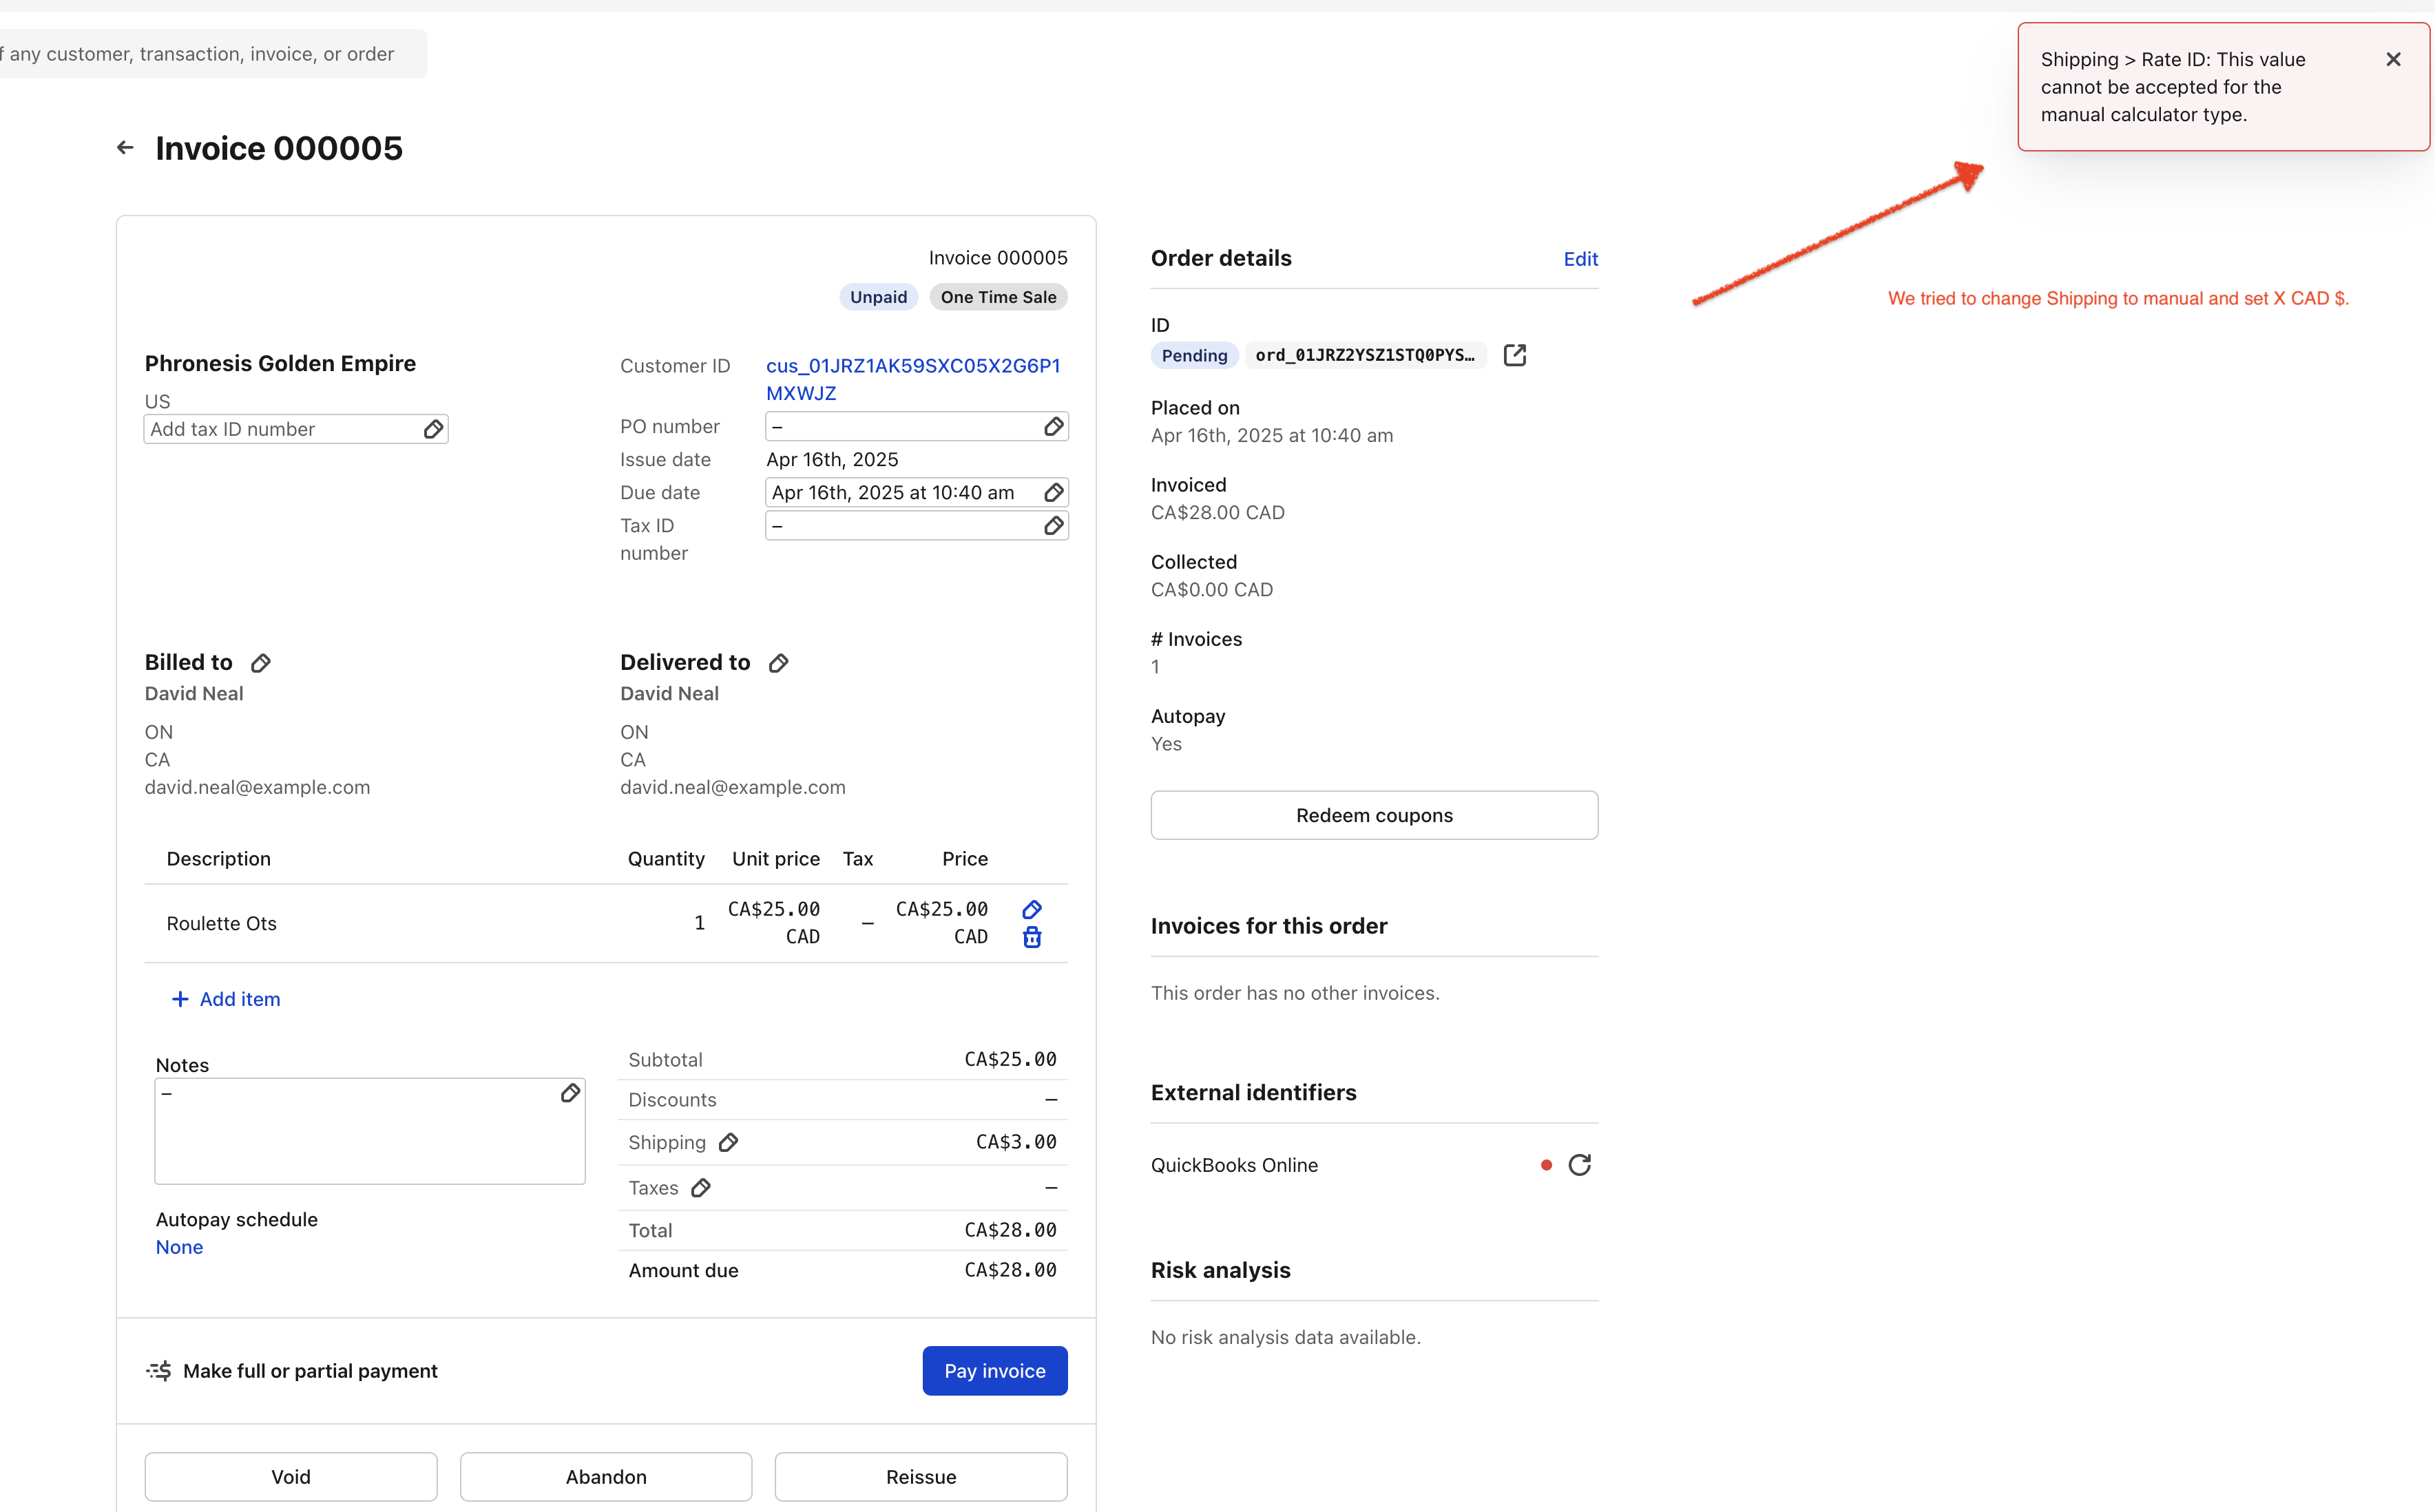 f any customer, transaction, invoice, or order
Shipping > Rate ID: This value
cannot be accepted for the
manual calculator type.
Invoice 000005
We tried to change Shipping to manual and set X CAD $.
Invoice 000005
Unpaid One Time Sale
Phronesis Golden Empire
US
Add tax ID number
Customer ID cus_01JRZ1AK59SXC05X2G6P1
MXWJZ
PO number –
Issue date Apr 16th, 2025
Due date Apr 16th, 2025 at 10:40 am
Tax ID –
number
Billed to
David Neal
ON
CA
david.neal@example.com
Delivered to
David Neal
ON
CA
david.neal@example.com
Description Quantity Unit price Tax Price
Roulette Ots 1 CA$25.00 CAD – CA$25.00 CAD
+ Add item
Notes
–
Autopay schedule
None
Subtotal CA$25.00
Discounts –
Shipping CA$3.00
Taxes –
Total CA$28.00
Amount due CA$28.00
Make full or partial payment Pay invoice
Void Abandon Reissue
Order details Edit
ID
Pending ord_01JRZ2YSZ1STQ0PYS…
Placed on
Apr 16th, 2025 at 10:40 am
Invoiced
CA$28.00 CAD
Collected
CA$0.00 CAD
# Invoices
1
Autopay
Yes
Redeem coupons
Invoices for this order
This order has no other invoices.
External identifiers
QuickBooks Online
Risk analysis
No risk analysis data available.